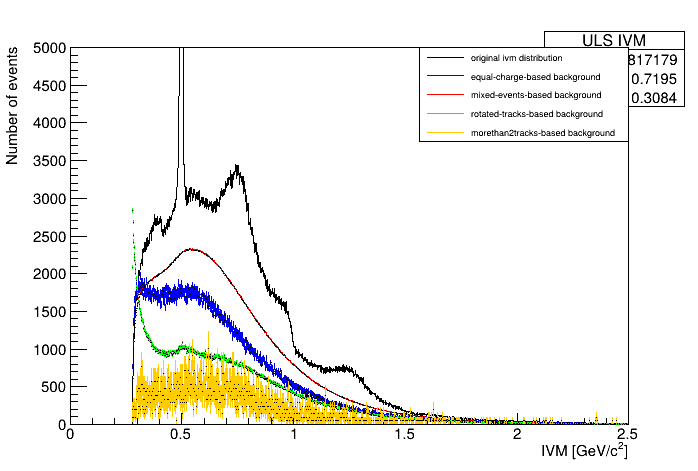 ULS IVM
817179
0.7195
0.3084
original ivm distribution
equal-charge-based background
mixed-events-based background
rotated-tracks-based background
morethan2tracks-based background
Number of events
5000
4500
4000
3500
3000
2500
2000
1500
1000
500
0
0
0.5
1
1.5
2
2.5
IVM [GeV/c²]